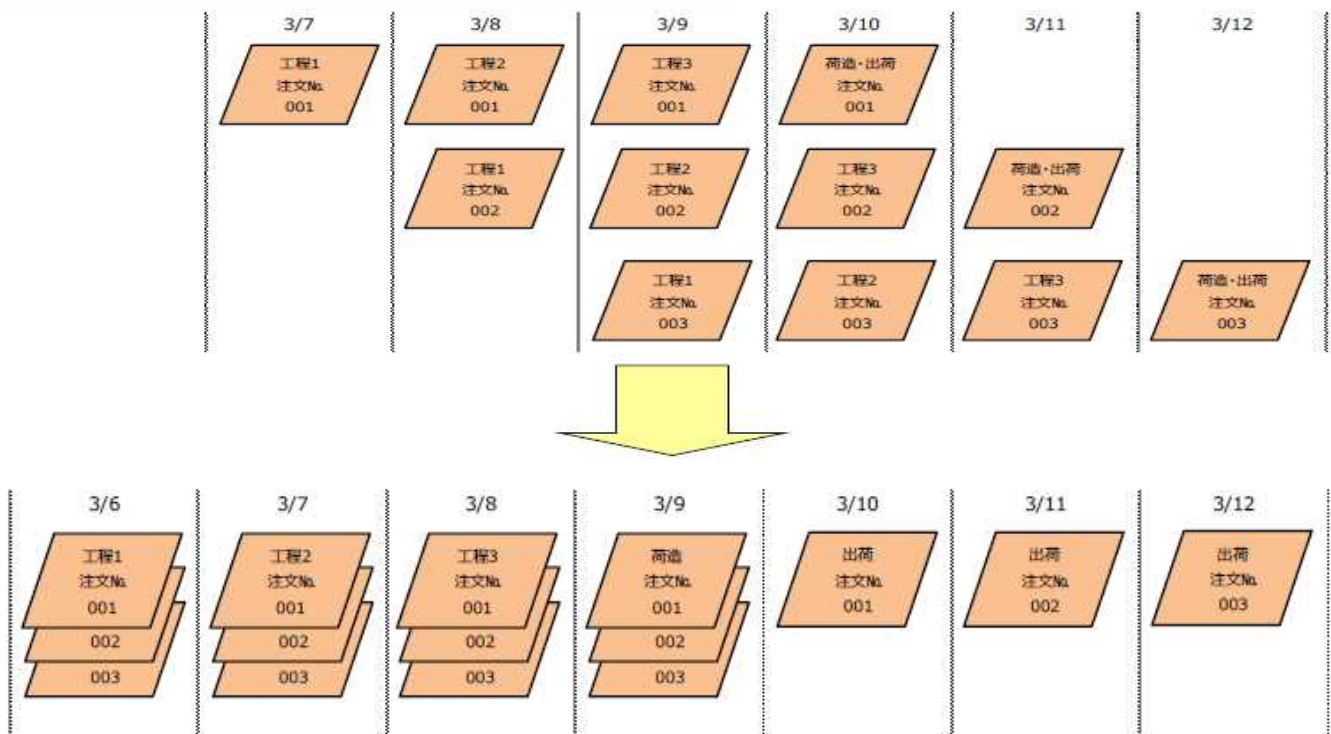 3/7 3/8 3/9 3/10 3/11 3/12
工程1 工程2 工程3 荷造・出荷
注文№ 注文№ 注文№ 注文№
001 001 001 001
工程1 工程2 工程3 荷造・出荷
注文№ 注文№ 注文№ 注文№
002 002 002 002
工程1 工程2 工程3 荷造・出荷
注文№ 注文№ 注文№ 注文№
003 003 003 003
3/6 3/7 3/8 3/9 3/10 3/11 3/12
工程1 工程2 工程3 荷造 出荷 出荷 出荷
注文№ 注文№ 注文№ 注文№ 注文№ 注文№ 注文№
001 001 001 001 001 002 003
002 002 002 002
003 003 003 003